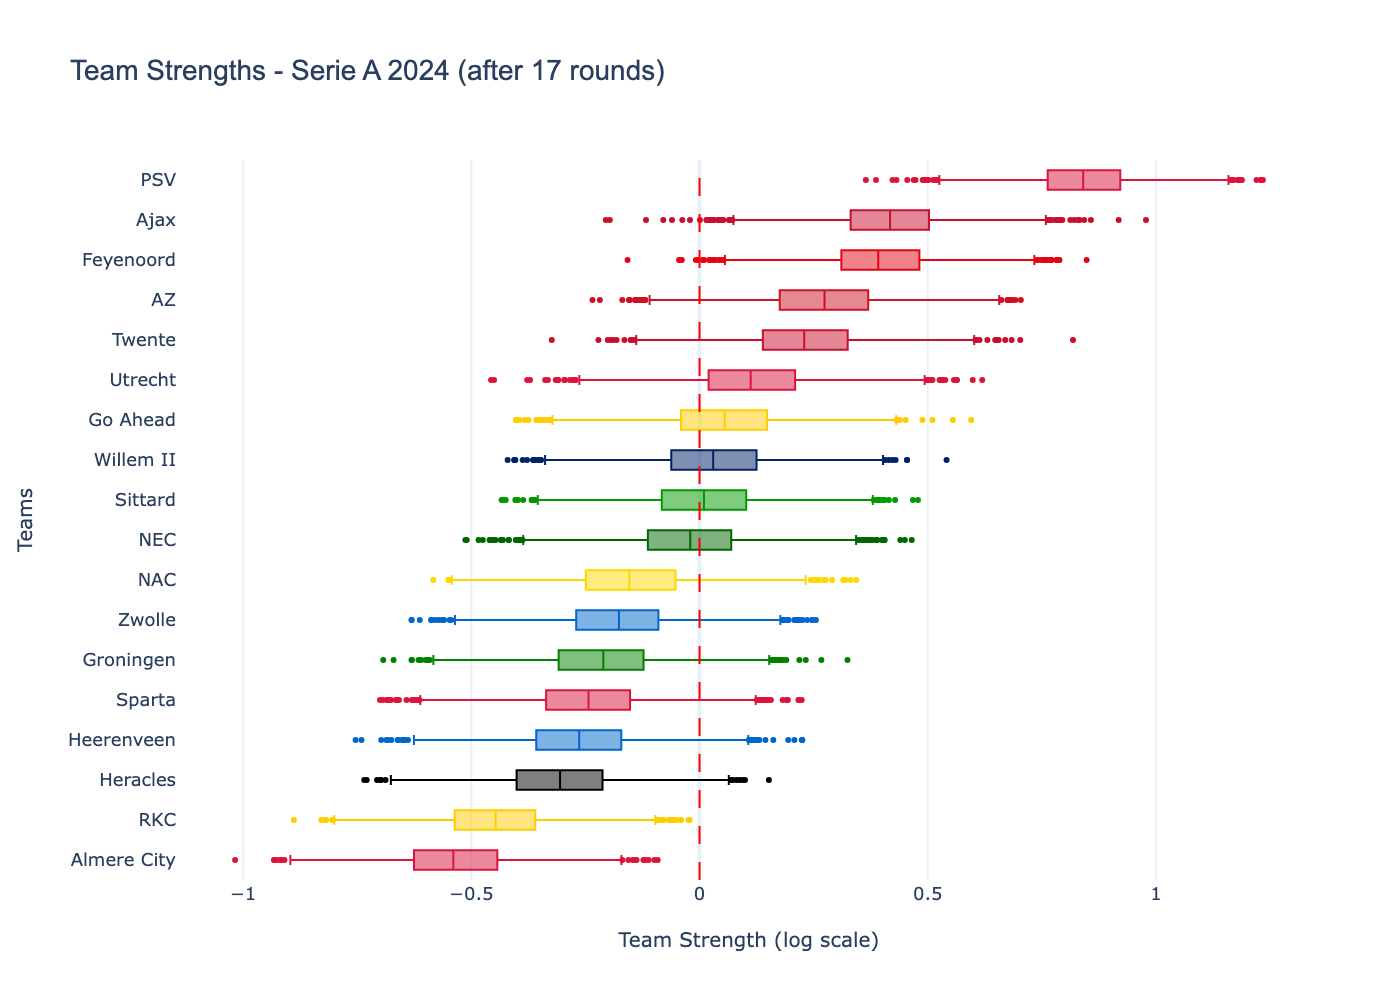 Team Strengths - Serie A 2024 (after 17 rounds)
Teams
PSV
Ajax
Feyenoord
AZ
Twente
Utrecht
Go Ahead
Willem II
Sittard
NEC
NAC
Zwolle
Groningen
Sparta
Heerenveen
Heracles
RKC
Almere City
−1 −0.5 0 0.5 1
Team Strength (log scale)